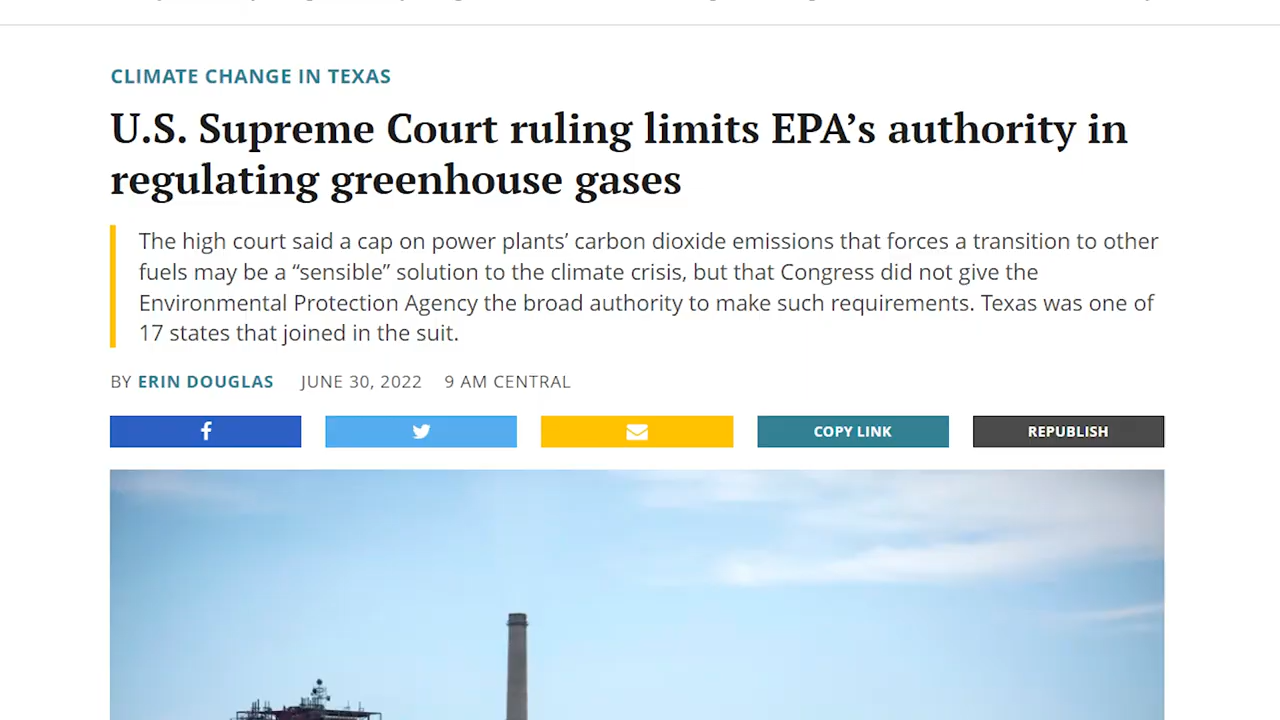 CLIMATE CHANGE IN TEXAS
U.S. Supreme Court ruling limits EPA’s authority in
regulating greenhouse gases
The high court said a cap on power plants’ carbon dioxide emissions that forces a transition to other
fuels may be a “sensible” solution to the climate crisis, but that Congress did not give the
Environmental Protection Agency the broad authority to make such requirements. Texas was one of
17 states that joined in the suit.
BY ERIN DOUGLAS JUNE 30, 2022 9 AM CENTRAL
COPY LINK REPUBLISH